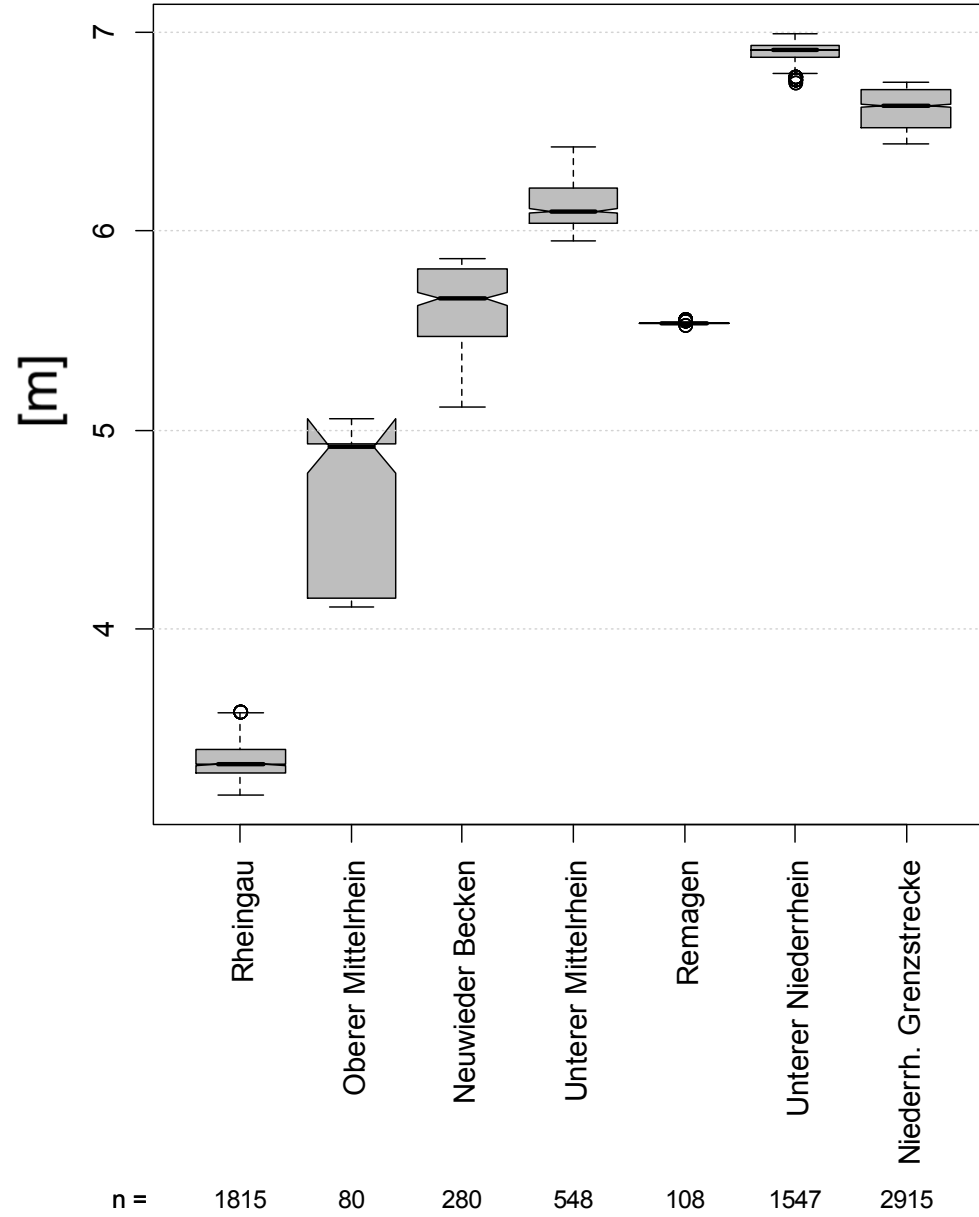 7
6
5
4
[m]
Rheingau
Oberer Mittelrhein
Neuwieder Becken
Unterer Mittelrhein
Remagen
Unterer Niederrhein
Niederrh. Grenzstrecke
n = 1815 80 280 548 108 1547 2915